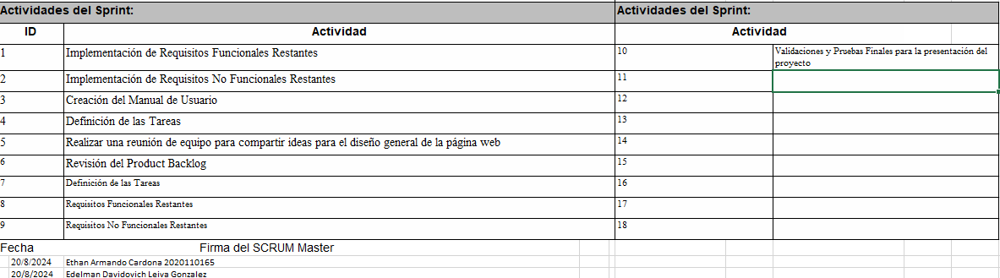 Actividades del Sprint: Actividades del Sprint:
ID Actividad Actividad
1 Implementación de Requisitos Funcionales Restantes 10 Validaciones y Pruebas Finales para la presentación del
proyecto
2 Implementación de Requisitos No Funcionales Restantes 11
3 Creación del Manual de Usuario 12
4 Definición de las Tareas 13
5 Realizar una reunión de equipo para compartir ideas para el diseño general de la página web 14
6 Revisión del Product Backlog 15
7 Definición de las Tareas 16
8 Requisitos Funcionales Restantes 17
9 Requisitos No Funcionales Restantes 18
Fecha Firma del SCRUM Master
20/8/2024 Ethan Armando Cardona 2020110165
20/8/2024 Edelman Davidovich Leiva Gonzalez